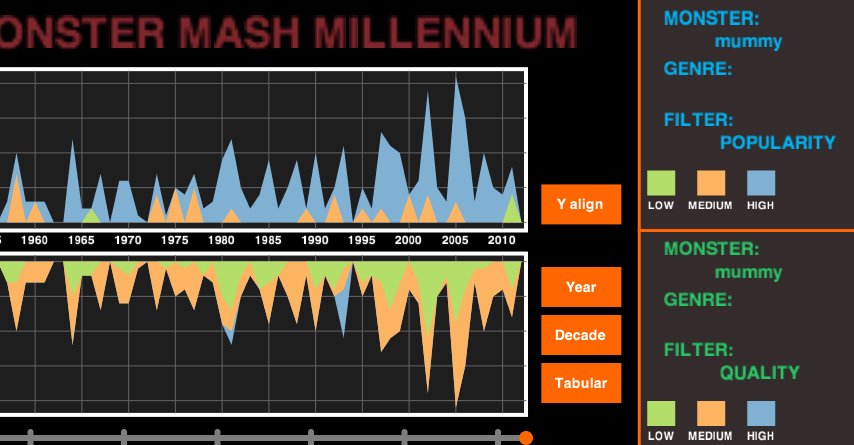 ONSTER MASH MILLENNIUM
MONSTER:
mummy
GENRE:
FILTER:
POPULARITY
LOW MEDIUM HIGH
Y align
1960 1965 1970 1975 1980 1985 1990 1995 2000 2005 2010
MONSTER:
mummy
GENRE:
Year
Decade
FILTER:
QUALITY
Tabular
LOW MEDIUM HIGH